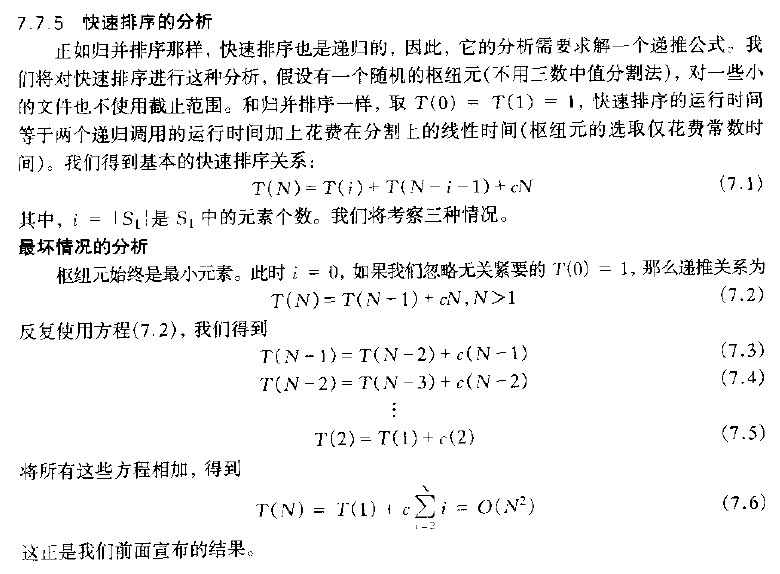 7.7.5 快速排序的分析
正如归并排序那样，快速排序也是递归的，因此，它的分析需要求解一个递推公式。我
们将对快速排序进行这种分析，假设有一个随机的枢纽元(不用三数中值分割法)，对一些小
的文件也不使用截止范围。和归并排序一样，取 T(0) = T(1) = 1，快速排序的运行时间
等于两个递归调用的运行时间加上花费在分割上的线性时间(枢纽元的选取仅花费常数时
间)。我们得到基本的快速排序关系：
T(N) = T(i) + T(N - i - 1) + cN (7.1)
其中，i = |S₁|是 S₁ 中的元素个数。我们将考察三种情况。
最坏情况的分析
枢纽元始终是最小元素。此时 i = 0，如果我们忽略无关紧要的 T(0) = 1，那么递推关系为
T(N) = T(N - 1) + cN, N>1 (7.2)
反复使用方程(7.2)，我们得到
T(N - 1) = T(N - 2) + c(N - 1) (7.3)
T(N - 2) = T(N - 3) + c(N - 2) (7.4)
⋮
T(2) = T(1) + c(2) (7.5)
将所有这些方程相加，得到
T(N) = T(1) + c∑_{i=2}^{N} i = O(N²) (7.6)
这正是我们前面宣布的结果。